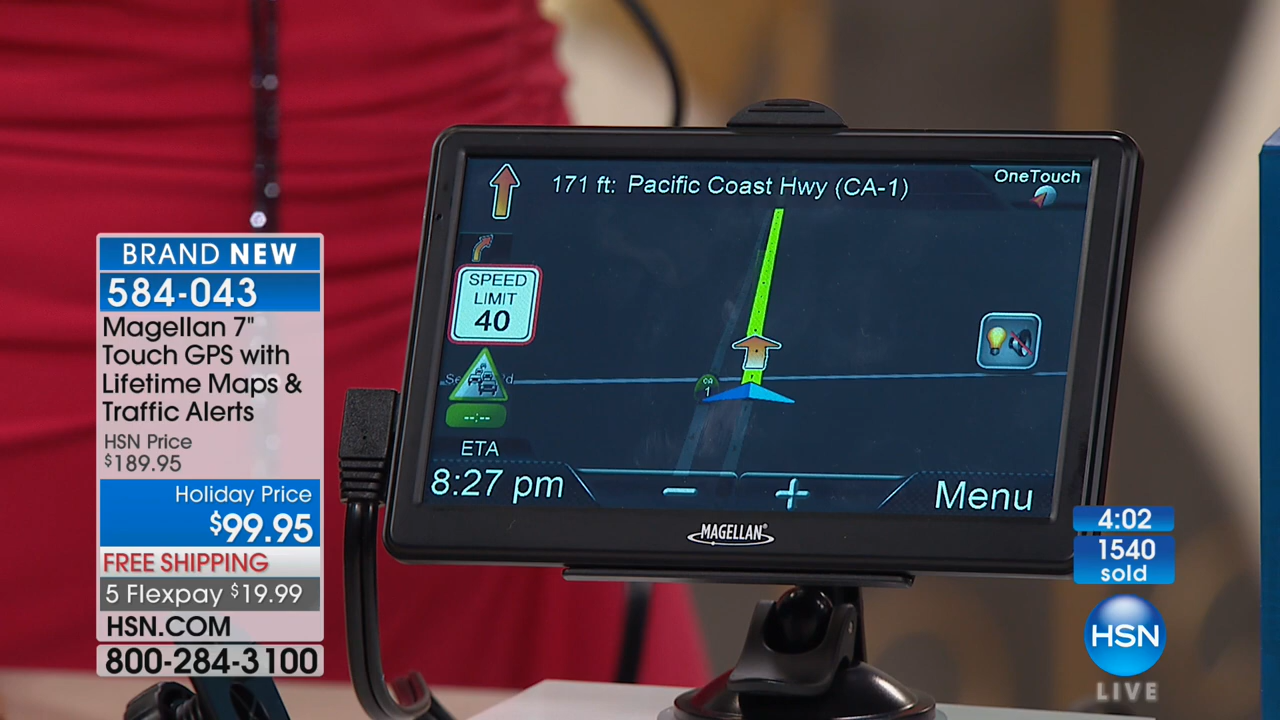 BRAND NEW
584-043
Magellan 7"
Touch GPS with
Lifetime Maps &
Traffic Alerts
HSN Price
$189.95
Holiday Price
$99.95
FREE SHIPPING
5 Flexpay $19.99
HSN.COM
800-284-3100
171 ft: Pacific Coast Hwy (CA-1)
OneTouch
SPEED
LIMIT
40
CA
1
--:--
ETA
8:27 pm
− +
Menu
MAGELLAN®
4:02
1540
sold
HSN
LIVE